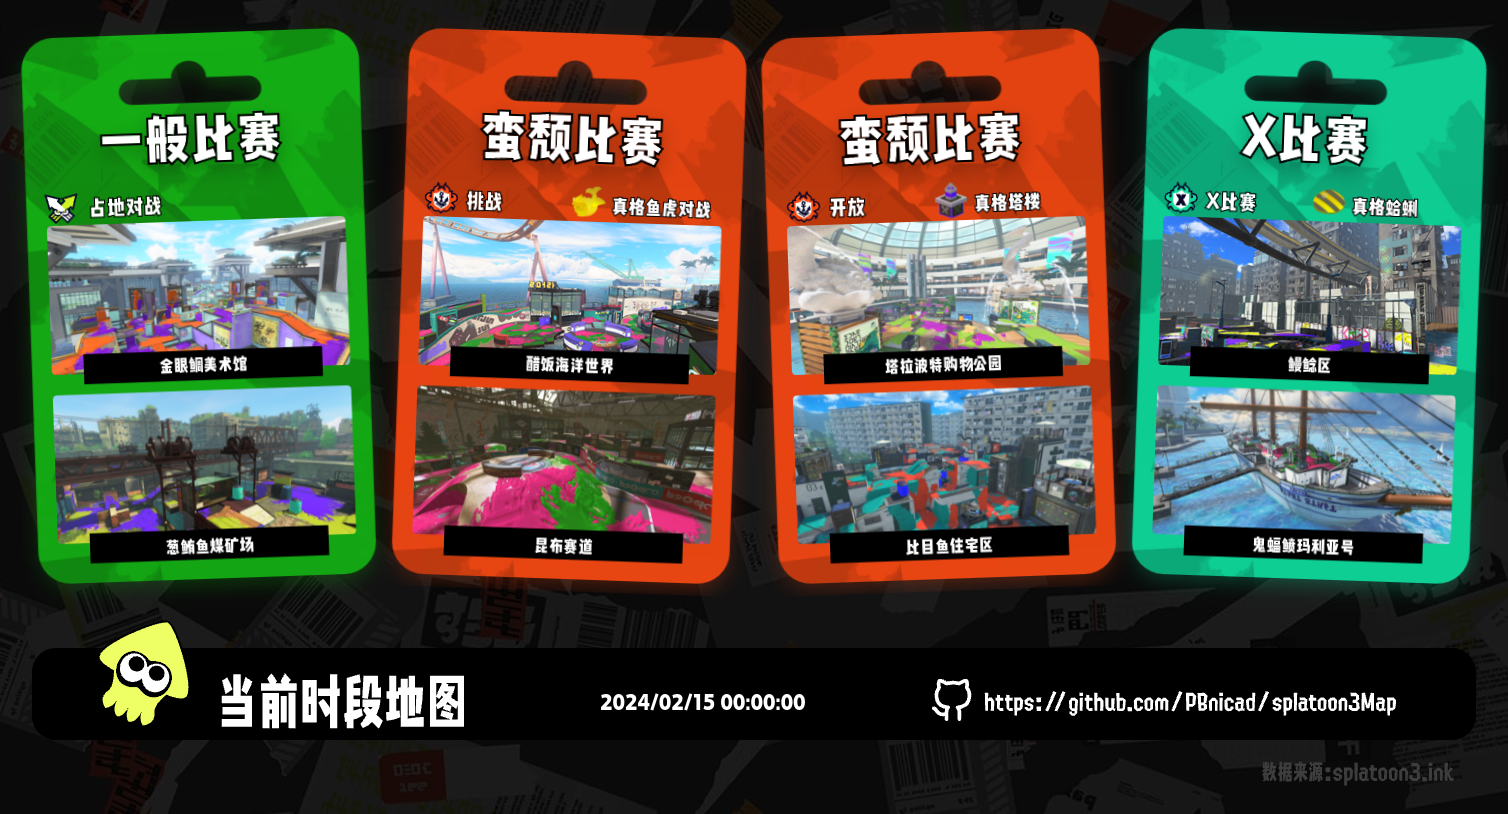 一般比赛
占地对战
金眼鲷美术馆
葱鲔鱼煤矿场
蛮颓比赛
挑战
真格鱼虎对战
醋饭海洋世界
昆布赛道
蛮颓比赛
开放
真格塔楼
塔拉波特购物公园
比目鱼住宅区
X比赛
X比赛
真格蛤蜊
鳗鲶区
鬼蝠鲼玛利亚号
当前时段地图
2024/02/15 00:00:00
https://github.com/PBnicad/splatoon3Map
数据来源:splatoon3.ink